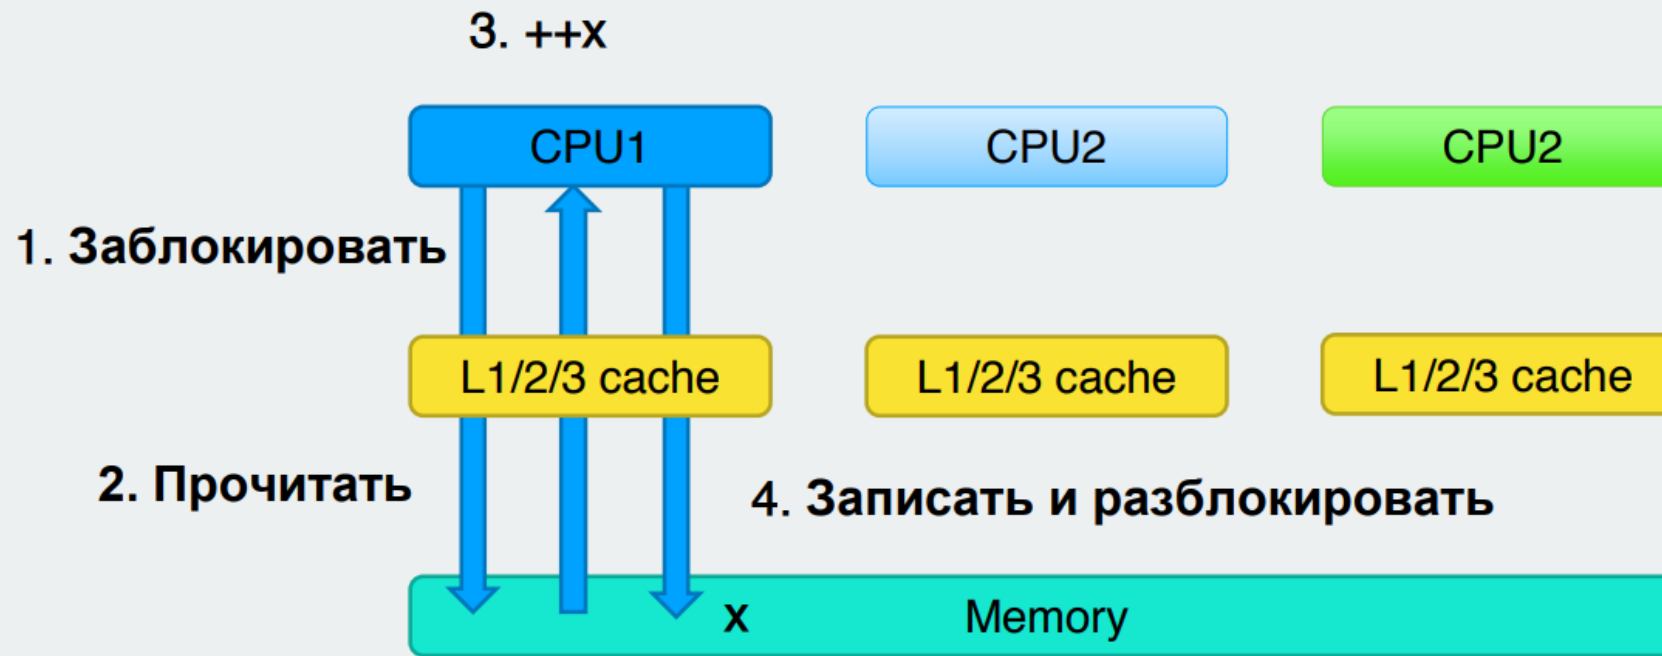 3. ++x
CPU1
CPU2
CPU2
1. Заблокировать
L1/2/3 cache
L1/2/3 cache
L1/2/3 cache
2. Прочитать
4. Записать и разблокировать
x
Memory